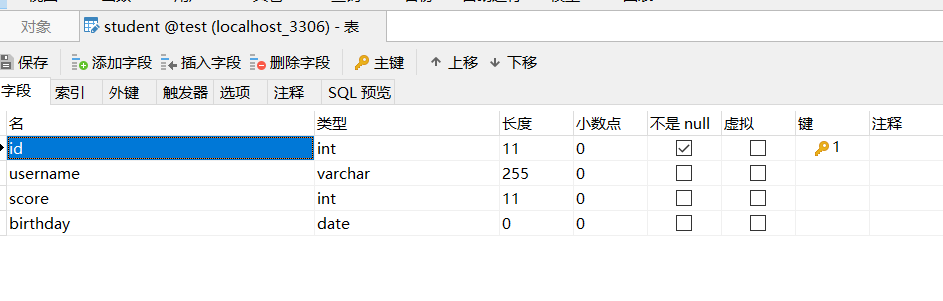 对象 student @test (localhost_3306) - 表
保存 添加字段 插入字段 删除字段 主键 上移 下移
字段 索引 外键 触发器 选项 注释 SQL 预览
名 类型 长度 小数点 不是 null 虚拟 键 注释
id int 11 0 1
username varchar 255 0
score int 11 0
birthday date 0 0